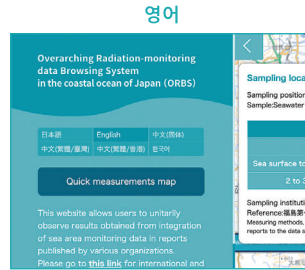 영어
Overarching Radiation-monitoring
data Browsing System
in the coastal ocean of Japan (ORBS)
日本語 English 中文(简体)
中文(繁體/臺灣) 中文(繁體/香港) 한국어
Quick measurements map
This website allows users to unitarily
observe results obtained from integration
of sea area monitoring data in reports
published by various organizations.
Please go to this link for international and
Sampling loca
Sampling position
Sample:Seawater
Sea surface to
2 to 3
Sampling instituti
Reference:福島第
Measuring methods,
reports to the data s